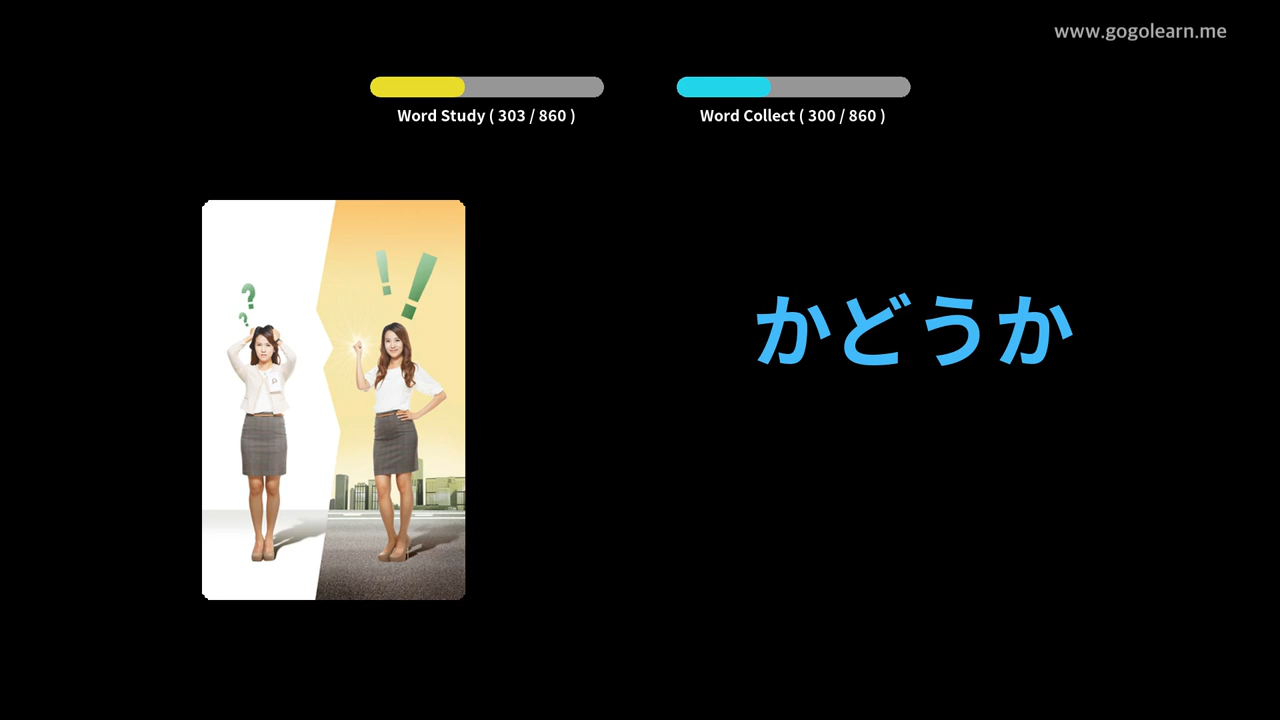 www.gogolearn.me
Word Study ( 303 / 860 )
Word Collect ( 300 / 860 )
? ?
! !
かどうか